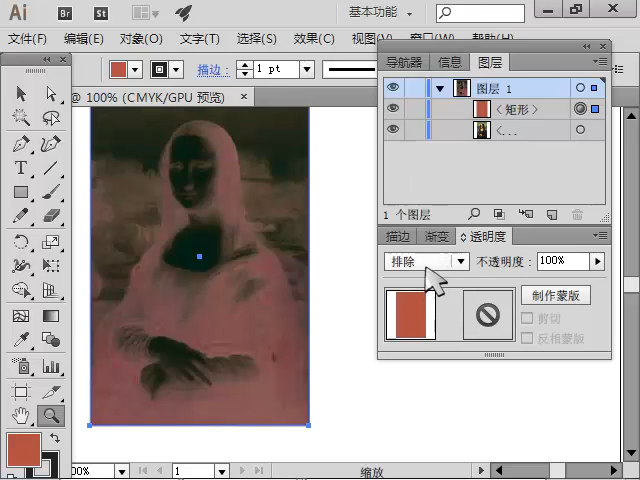 Ai Br St 基本功能
文件(F) 编辑(E) 对象(O) 文字(T) 选择(S) 效果(C) 视图(V) 窗口(W) 帮助(H)
描边: 1 pt
@ 100% (CMYK/GPU 预览) ×
导航器 信息 图层
图层 1
<矩形>
<...
1 个图层
描边 渐变 透明度
排除 不透明度: 100%
制作蒙版
剪切
反相蒙版
00% 1 缩放